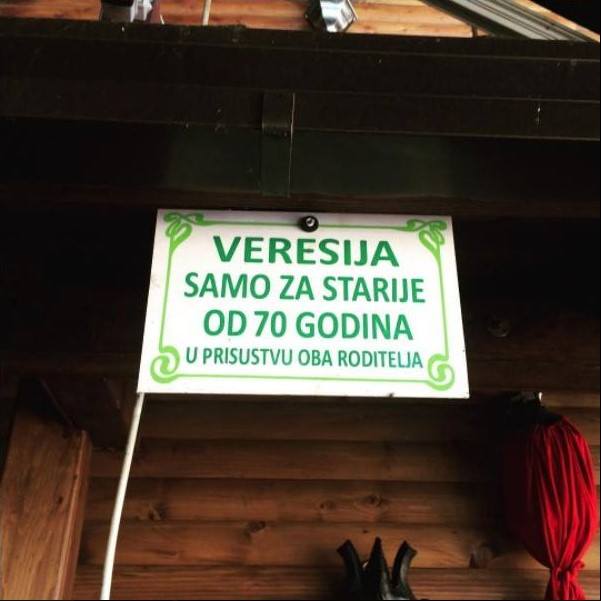 VERESIJA
SAMO ZA STARIJE
OD 70 GODINA
U PRISUSTVU OBA RODITELJA